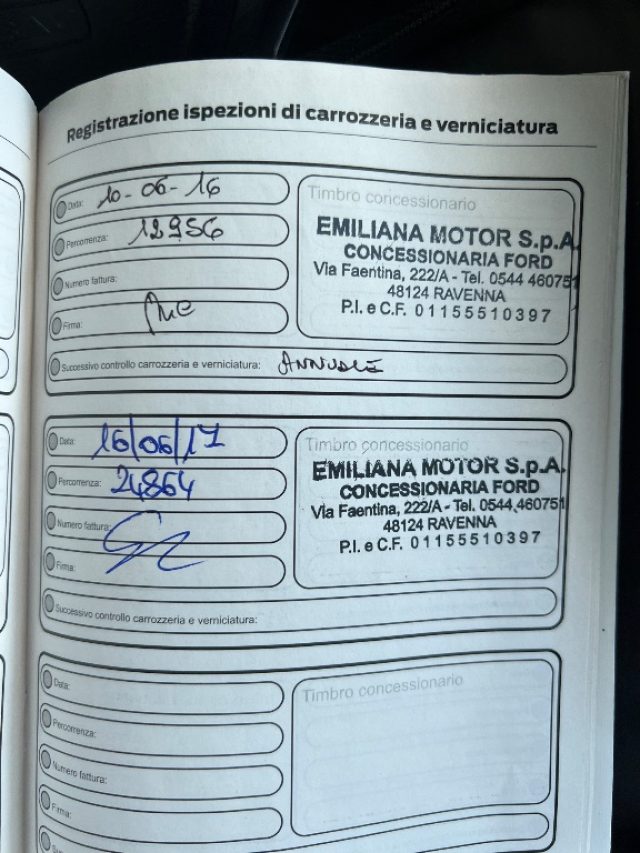 Registrazione ispezioni di carrozzeria e verniciatura
Data: 10-06-16
Percorrenza: 12956
Numero fattura:
Firma:
Timbro concessionario
EMILIANA MOTOR S.p.A.
CONCESSIONARIA FORD
Via Faentina, 222/A - Tel. 0544 460751
48124 RAVENNA
P.I. e C.F. 01155510397
Successivo controllo carrozzeria e verniciatura: ANNUALE
Data: 16/06/17
Percorrenza: 24864
Numero fattura:
Firma:
Timbro concessionario
EMILIANA MOTOR S.p.A.
CONCESSIONARIA FORD
Via Faentina, 222/A - Tel. 0544 460751
48124 RAVENNA
P.I. e C.F. 01155510397
Successivo controllo carrozzeria e verniciatura:
Data:
Percorrenza:
Numero fattura:
Firma:
Timbro concessionario